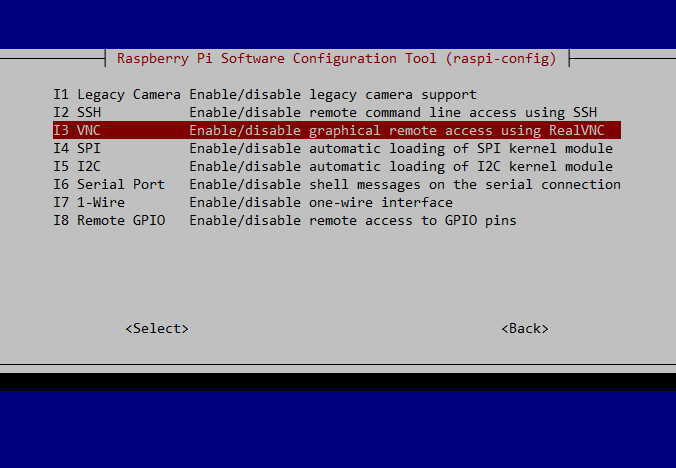 Raspberry Pi Software Configuration Tool (raspi-config)
I1 Legacy Camera Enable/disable legacy camera support
I2 SSH Enable/disable remote command line access using SSH
I3 VNC Enable/disable graphical remote access using RealVNC
I4 SPI Enable/disable automatic loading of SPI kernel module
I5 I2C Enable/disable automatic loading of I2C kernel module
I6 Serial Port Enable/disable shell messages on the serial connection
I7 1-Wire Enable/disable one-wire interface
I8 Remote GPIO Enable/disable remote access to GPIO pins
<Select> <Back>